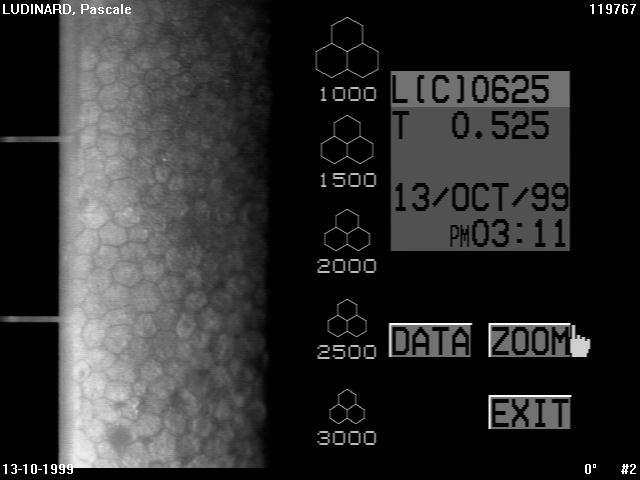 LUDINARD, Pascale
119767
1000
1500
2000
2500
3000
L[C]0625
T 0.525
13/OCT/99
PM03:11
DATA
ZOOM
EXIT
13-10-1999
0°
#2